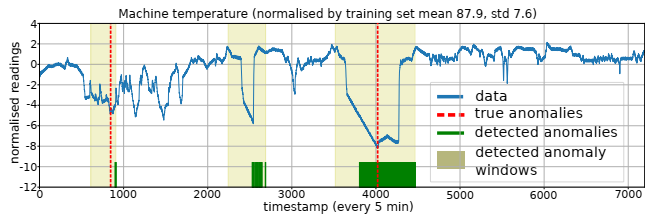 Machine temperature (normalised by training set mean 87.9, std 7.6)
normalised readings
4
2
0
-2
-4
-6
-8
-10
-12
data
true anomalies
detected anomalies
detected anomaly
windows
0 1000 2000 3000 4000 5000 6000 7000
timestamp (every 5 min)